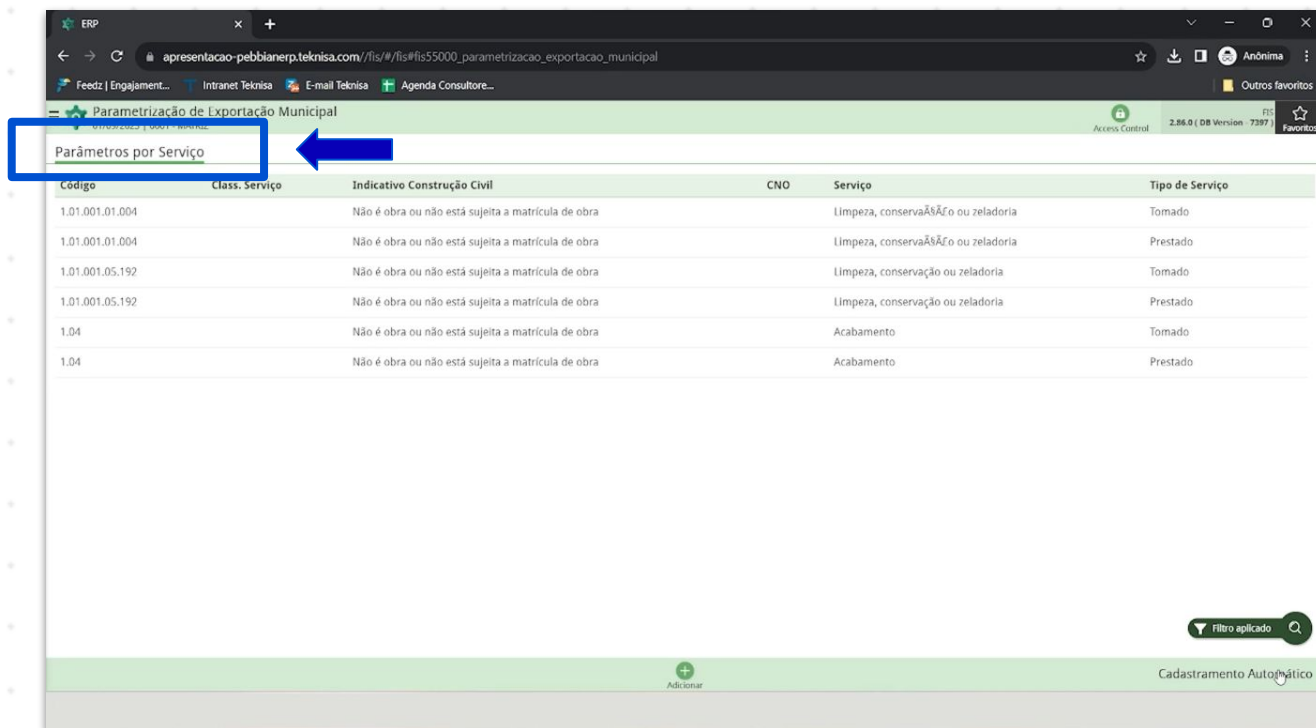 ERP
apresentacao-pebbianerp.teknisa.com//fis/#/fis#fis55000_parametrizacao_exportacao_municipal
Anônima
Feedz | Engajament... Intranet Teknisa E-mail Teknisa Agenda Consultore... Outros favoritos
Parametrização de Exportação Municipal
01/09/2023 | 0001 - MATRIZ
Access Control
FIS
2.86.0 ( DB Version - 7397 )
Favoritos
Parâmetros por Serviço
Código Class. Serviço Indicativo Construção Civil CNO Serviço Tipo de Serviço
1.01.001.01.004 Não é obra ou não está sujeita a matrícula de obra Limpeza, conservaÃ§Ã£o ou zeladoria Tomado
1.01.001.01.004 Não é obra ou não está sujeita a matrícula de obra Limpeza, conservaÃ§Ã£o ou zeladoria Prestado
1.01.001.05.192 Não é obra ou não está sujeita a matrícula de obra Limpeza, conservação ou zeladoria Tomado
1.01.001.05.192 Não é obra ou não está sujeita a matrícula de obra Limpeza, conservação ou zeladoria Prestado
1.04 Não é obra ou não está sujeita a matrícula de obra Acabamento Tomado
1.04 Não é obra ou não está sujeita a matrícula de obra Acabamento Prestado
Filtro aplicado
Adicionar
Cadastramento Automático